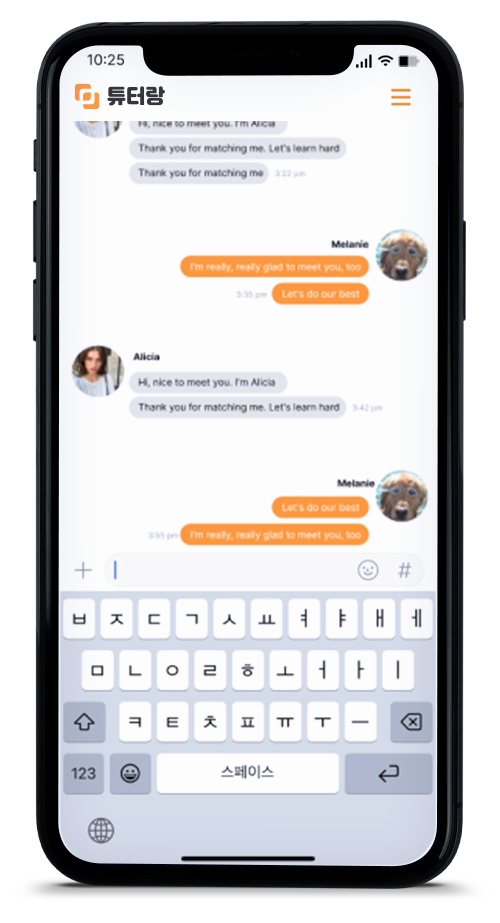 10:25
튜터랑
Hi, nice to meet you. I'm Alicia
Thank you for matching me. Let's learn hard
Thank you for matching me 3:22 pm
Melanie
I'm really, really glad to meet you, too
3:35 pm Let's do our best
Alicia
Hi, nice to meet you. I'm Alicia
Thank you for matching me. Let's learn hard 3:42 pm
Melanie
Let's do our best
3:55 pm I'm really, really glad to meet you, too
#
ㅂ ㅈ ㄷ ㄱ ㅅ ㅛ ㅕ ㅑ ㅐ ㅔ
ㅁ ㄴ ㅇ ㄹ ㅎ ㅗ ㅓ ㅏ ㅣ
ㅋ ㅌ ㅊ ㅍ ㅠ ㅜ ㅡ
123 스페이스